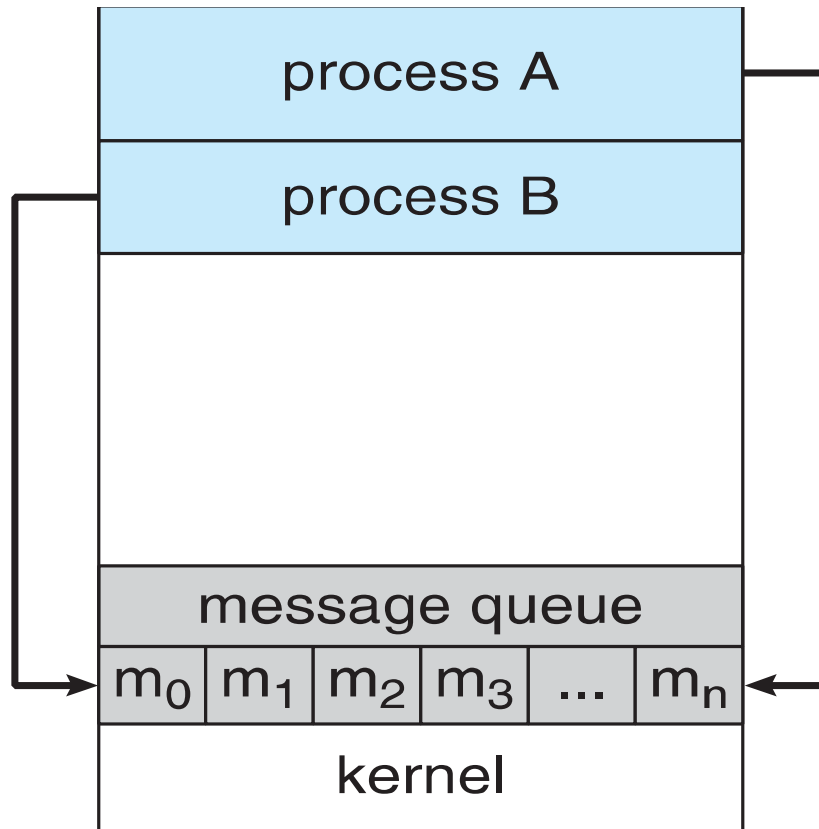 process A
process B
message queue
m₀ m₁ m₂ m₃ ... mₙ
kernel